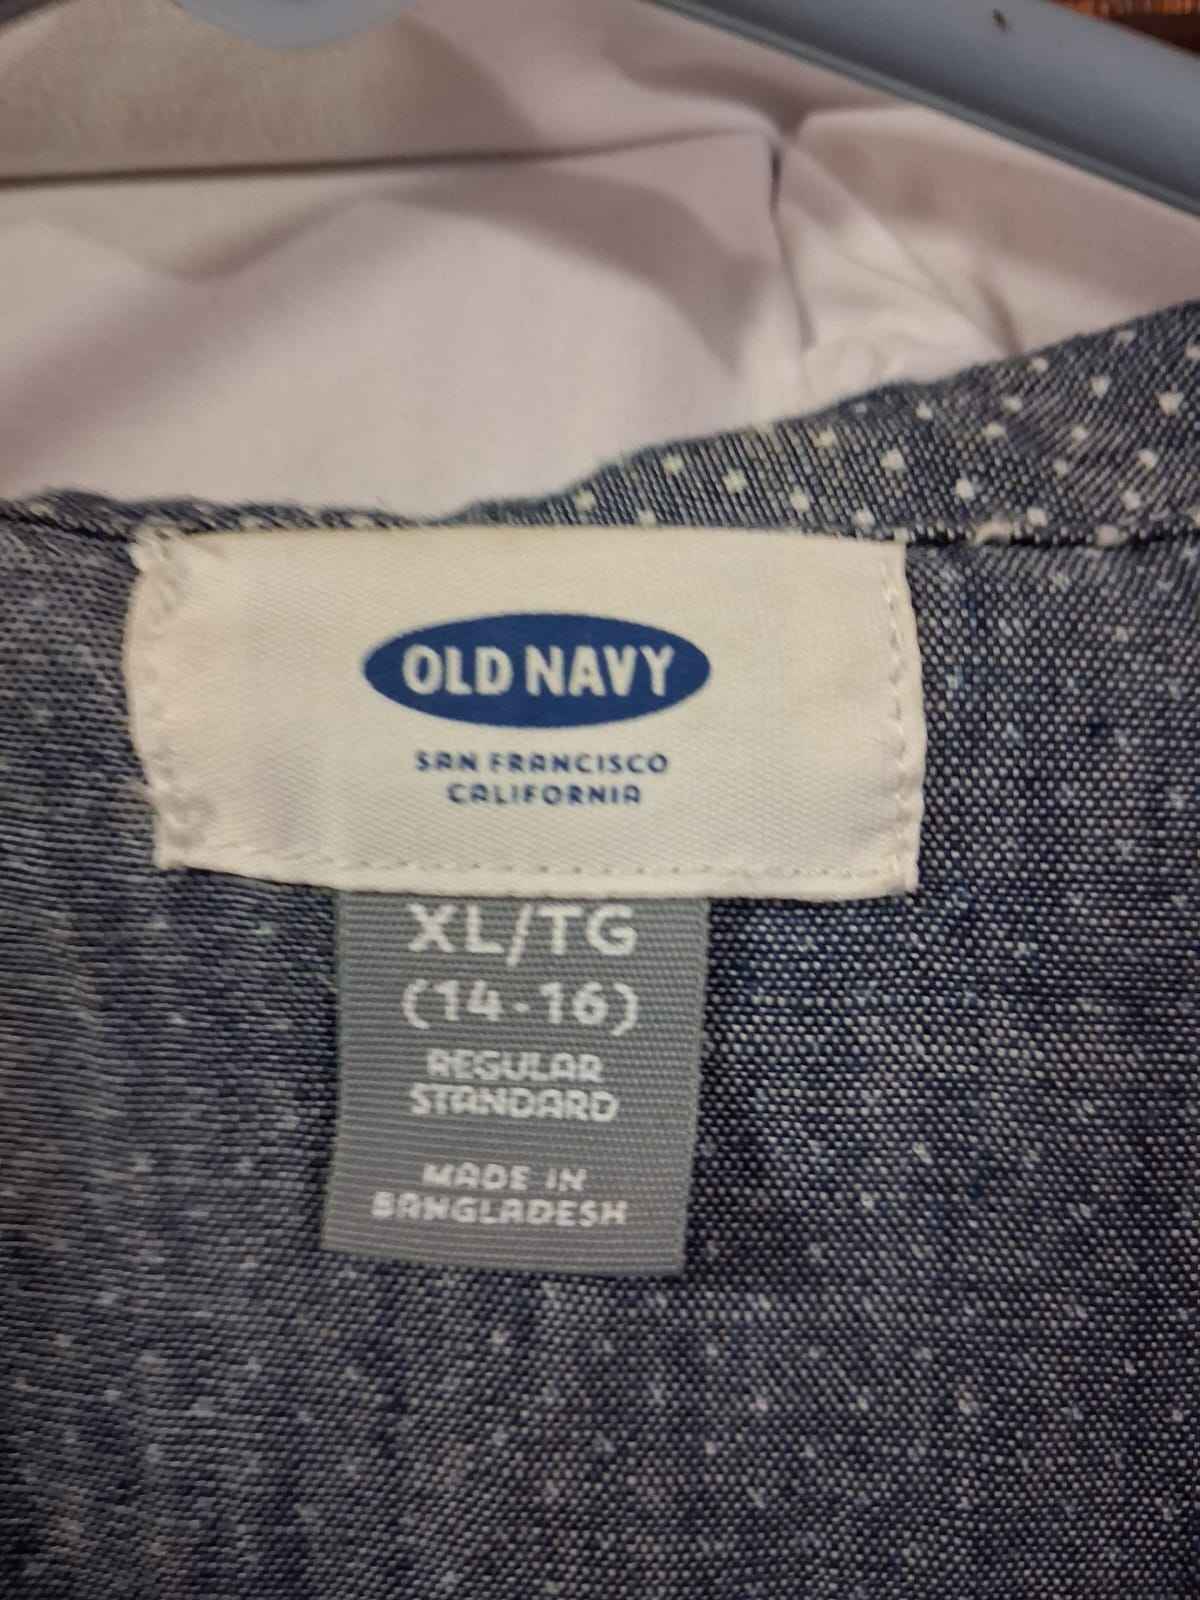 OLD NAVY
SAN FRANCISCO
CALIFORNIA
XL/TG
(14-16)
REGULAR
STANDARD
MADE IN
BANGLADESH